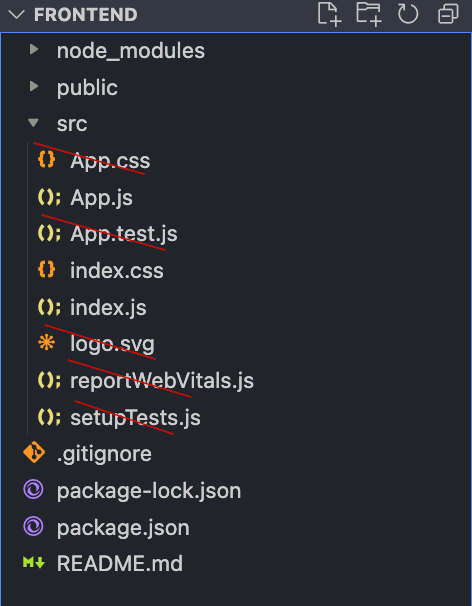 FRONTEND
node_modules
public
src
App.css
App.js
App.test.js
index.css
index.js
logo.svg
reportWebVitals.js
setupTests.js
.gitignore
package-lock.json
package.json
README.md